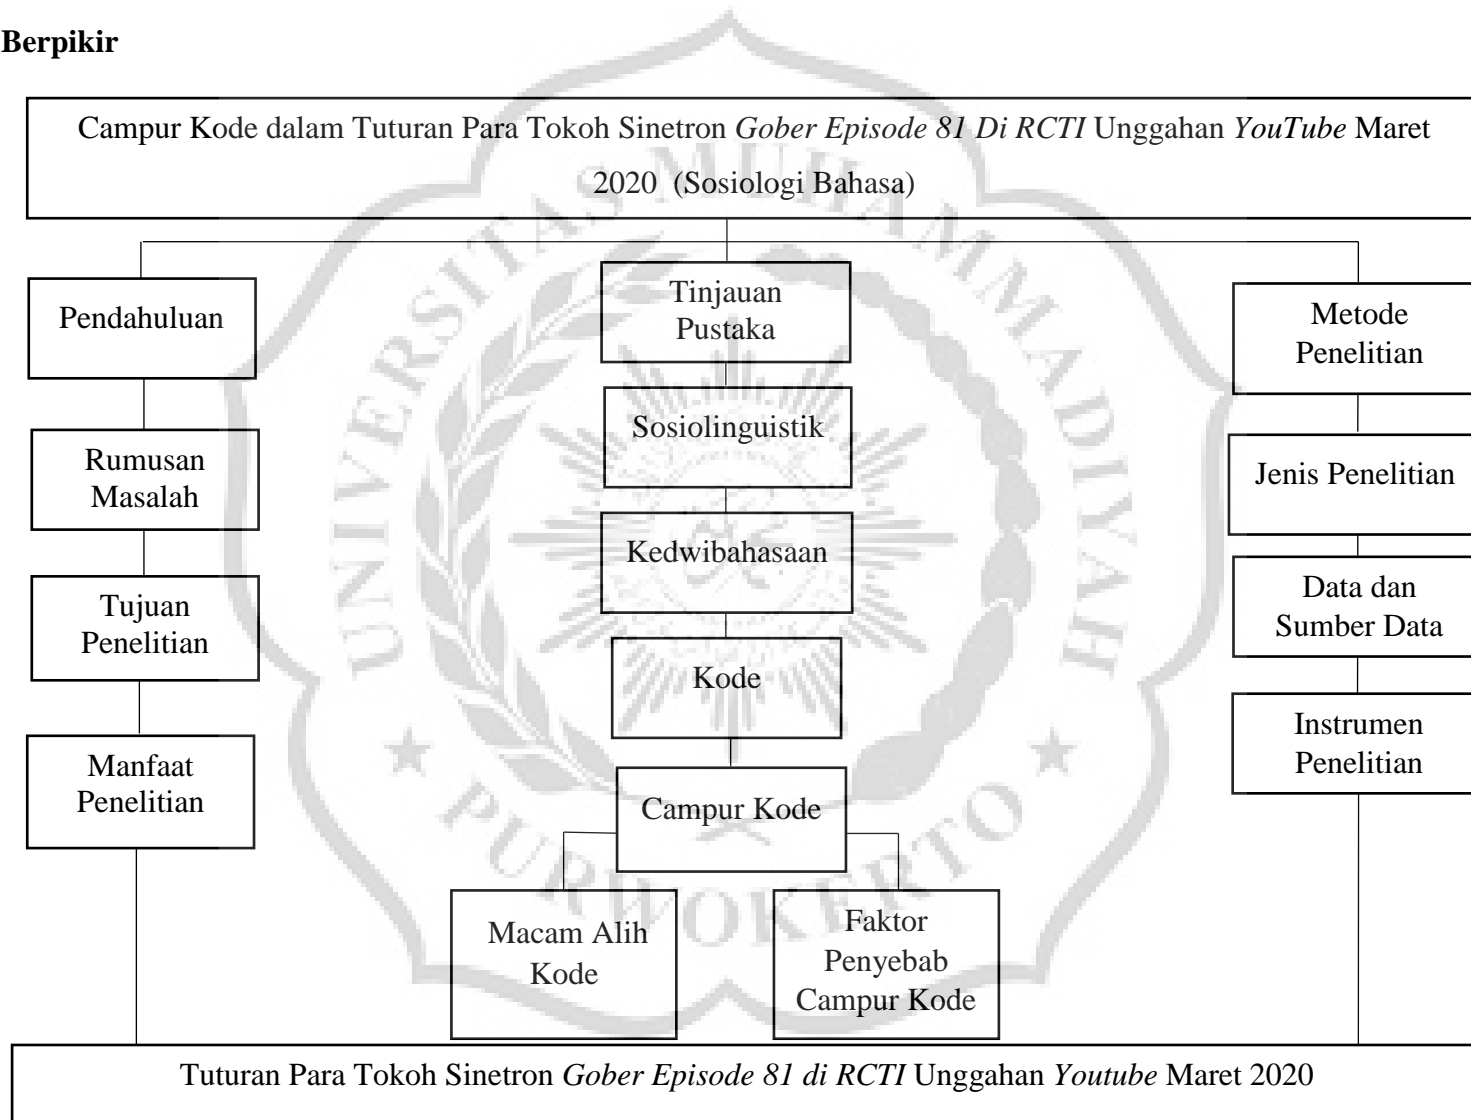 Berpikir
Campur Kode dalam Tuturan Para Tokoh Sinetron Gober Episode 81 Di RCTI Unggahan YouTube Maret
2020 (Sosiologi Bahasa)
Pendahuluan
Rumusan
Masalah
Tujuan
Penelitian
Manfaat
Penelitian
Tinjauan
Pustaka
Sosiolinguistik
Kedwibahasaan
Kode
Campur Kode
Macam Alih
Kode
Faktor
Penyebab
Campur Kode
Metode
Penelitian
Jenis Penelitian
Data dan
Sumber Data
Instrumen
Penelitian
Tuturan Para Tokoh Sinetron Gober Episode 81 di RCTI Unggahan Youtube Maret 2020
UNIVERSITAS MUHAMMADIYAH
PURWOKERTO